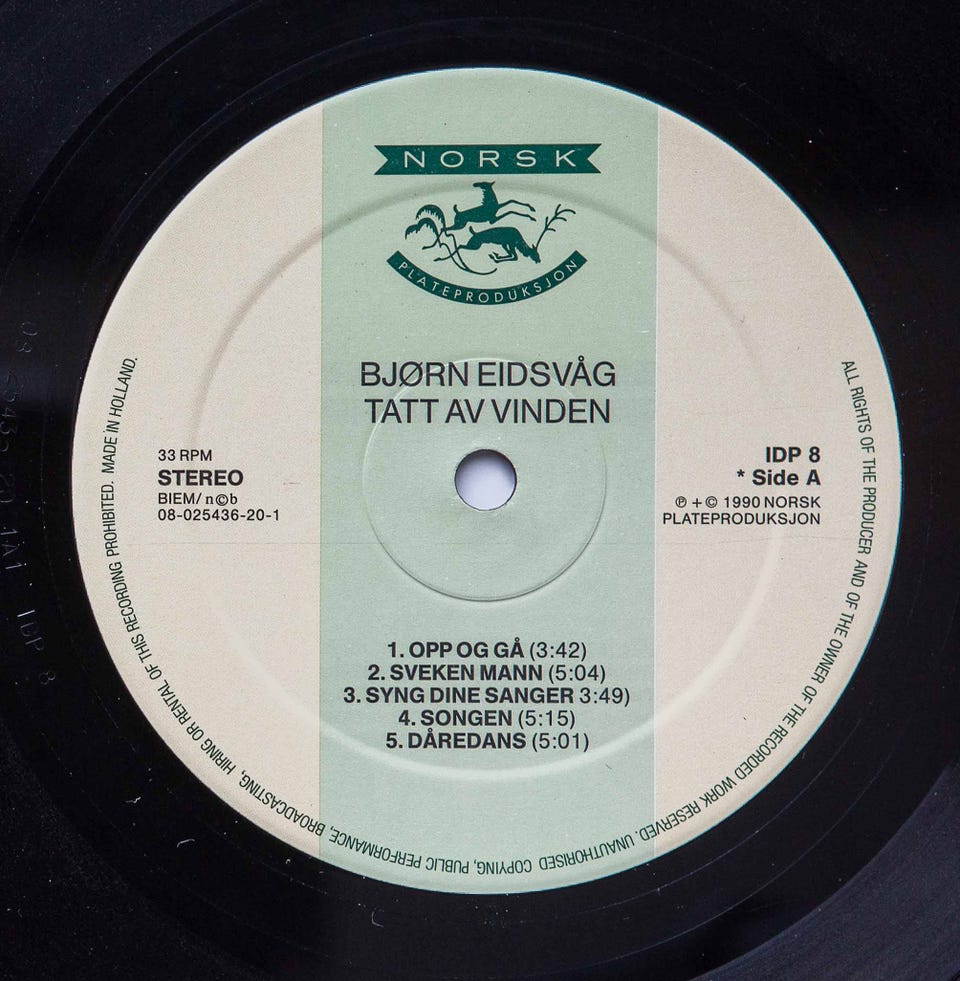 NORSK
PLATEPRODUKSJON
BJØRN EIDSVÅG
TATT AV VINDEN
33 RPM
STEREO
BIEM/n©b
08-025436-20-1
IDP 8
* Side A
℗ + © 1990 NORSK
PLATEPRODUKSJON
1. OPP OG GÅ (3:42)
2. SVEKEN MANN (5:04)
3. SYNG DINE SANGER 3:49)
4. SONGEN (5:15)
5. DÅREDANS (5:01)
ALL RIGHTS OF THE PRODUCER AND OF THE OWNER OF THE RECORDED WORK RESERVED. UNAUTHORISED COPYING, PUBLIC PERFORMANCE, BROADCASTING, HIRING OR RENTAL OF THIS RECORDING PROHIBITED. MADE IN HOLLAND.
IDP 8